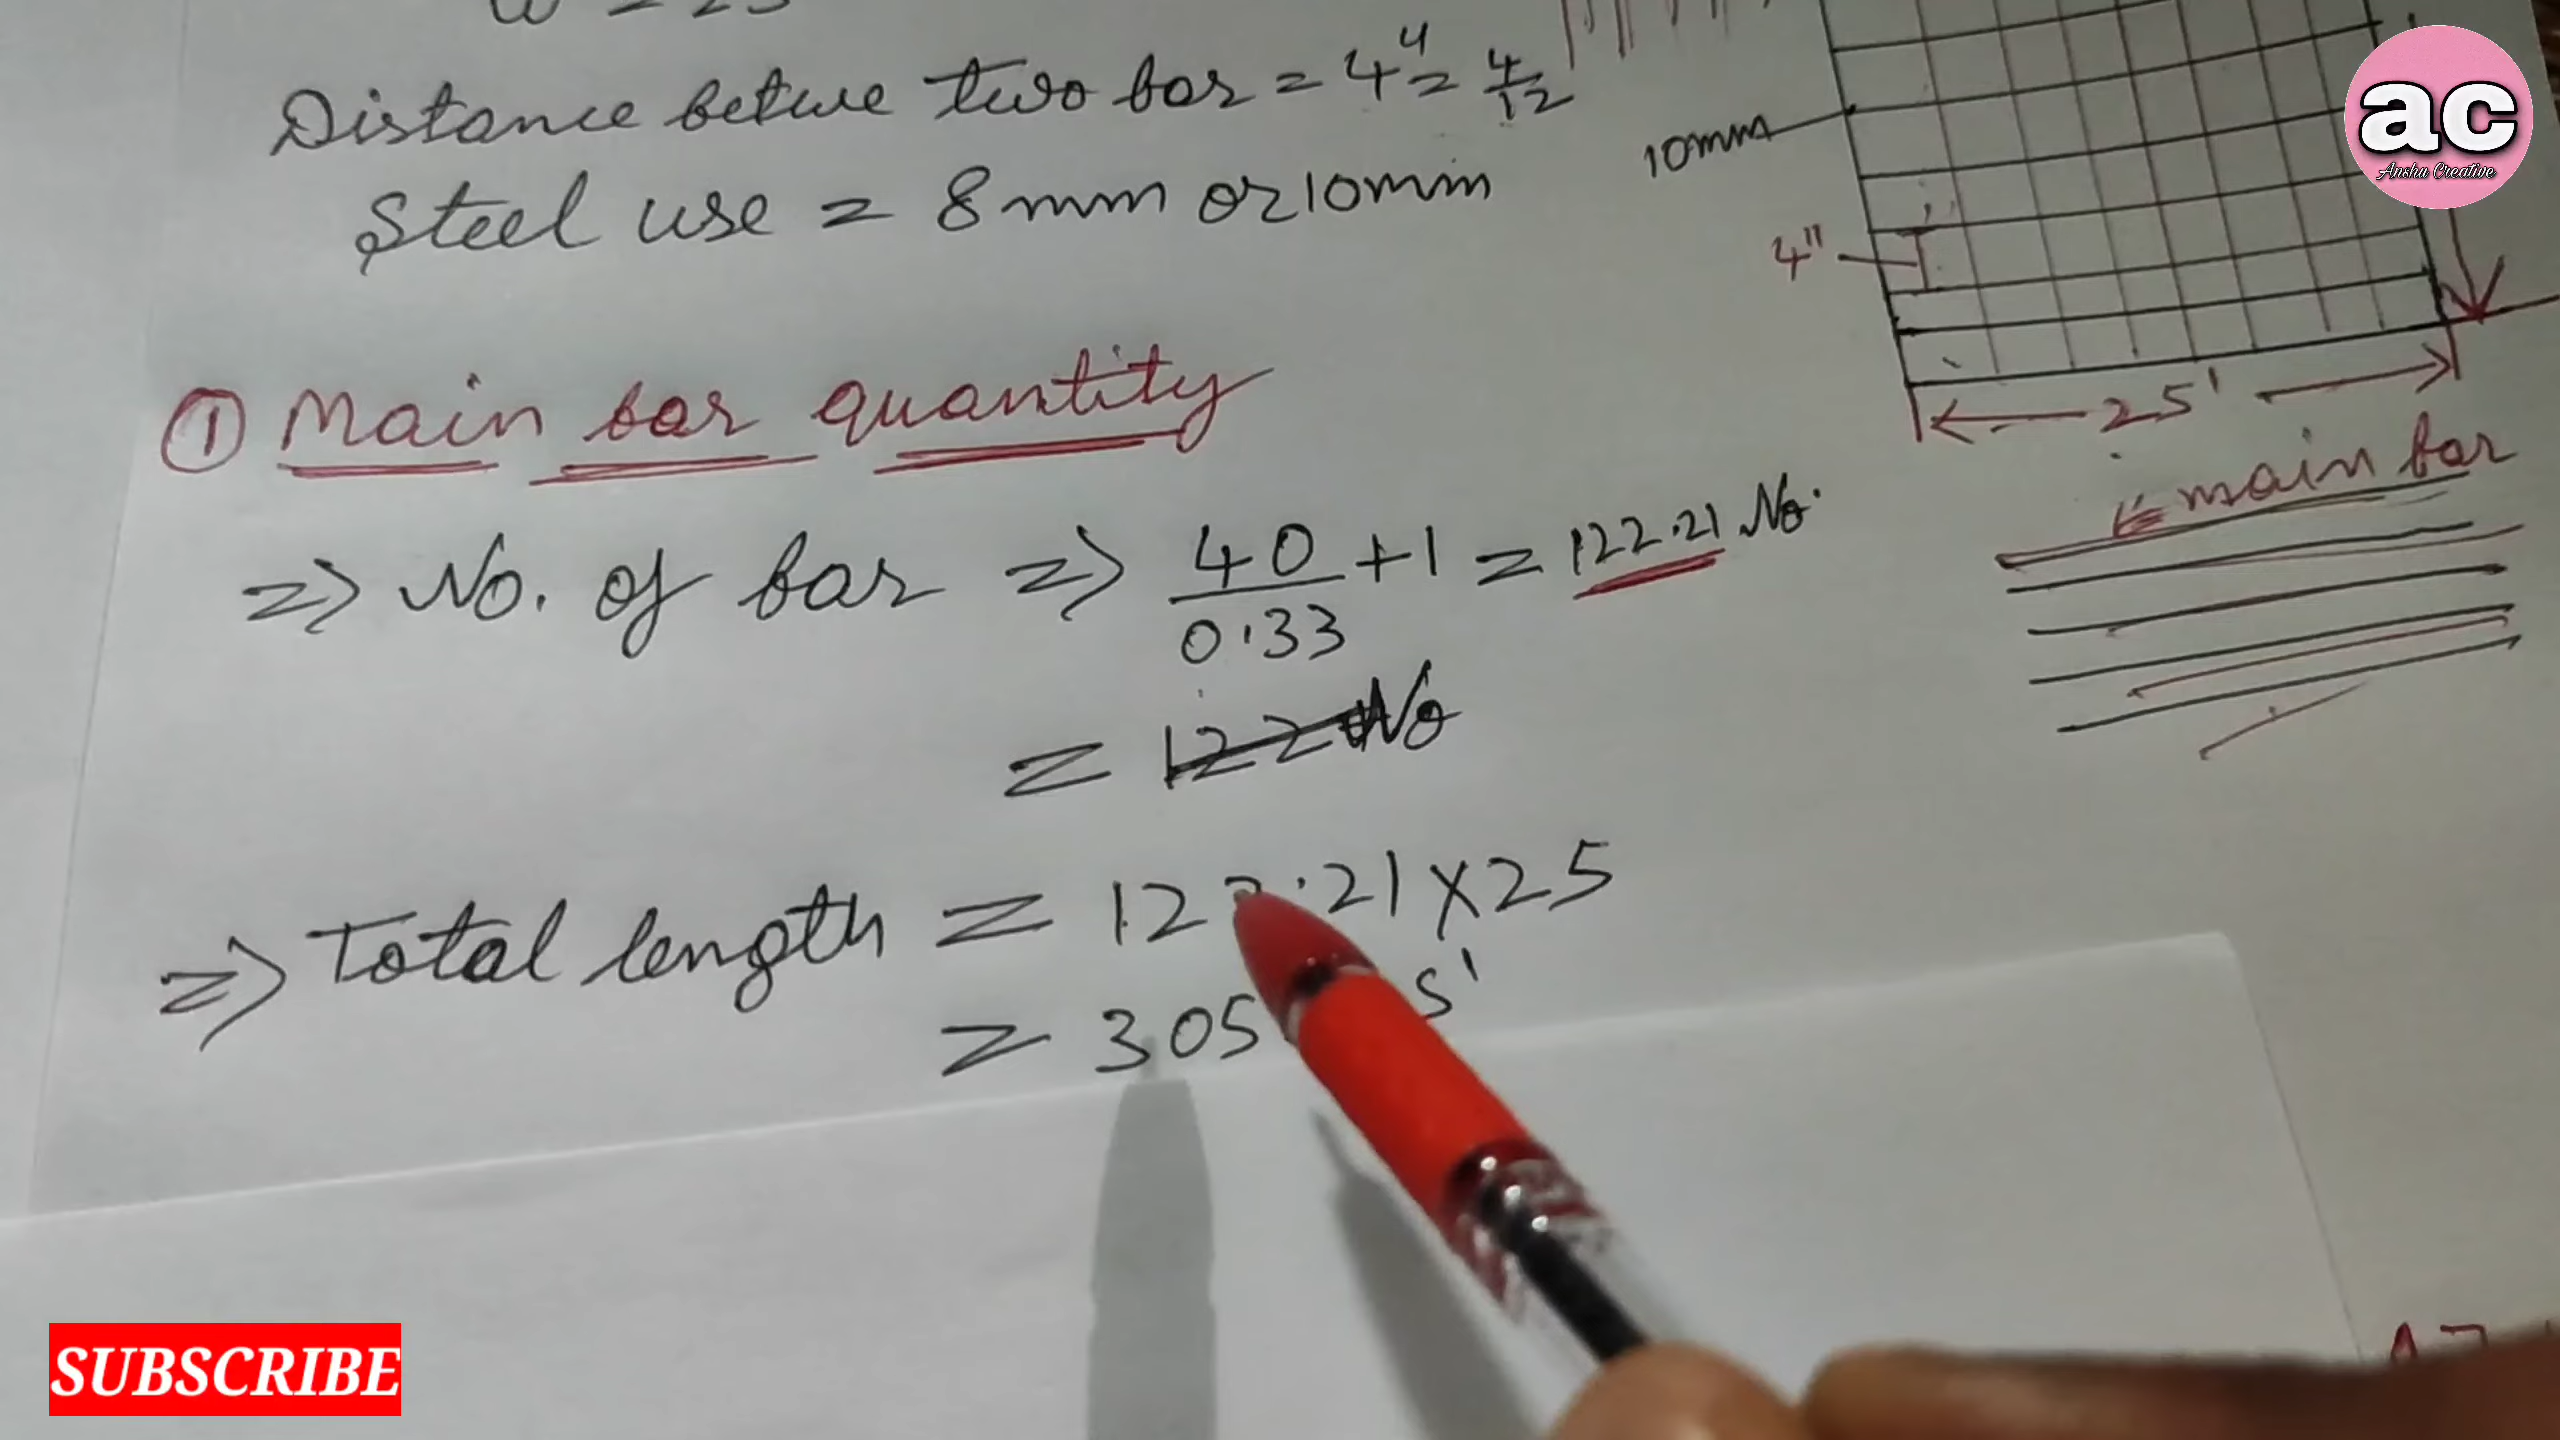 Distance betwe two bar = 4" = 4/12
Steel use = 8mm or 10mm
① Main bar quantity
=> No. of bar => 40/0.33 + 1 = 122.21 No.
= 122 No
=> Total length = 122.21 x 25
= 305
5'
10mm
4"
25'
main bar
ac
Anshu Creative
SUBSCRIBE